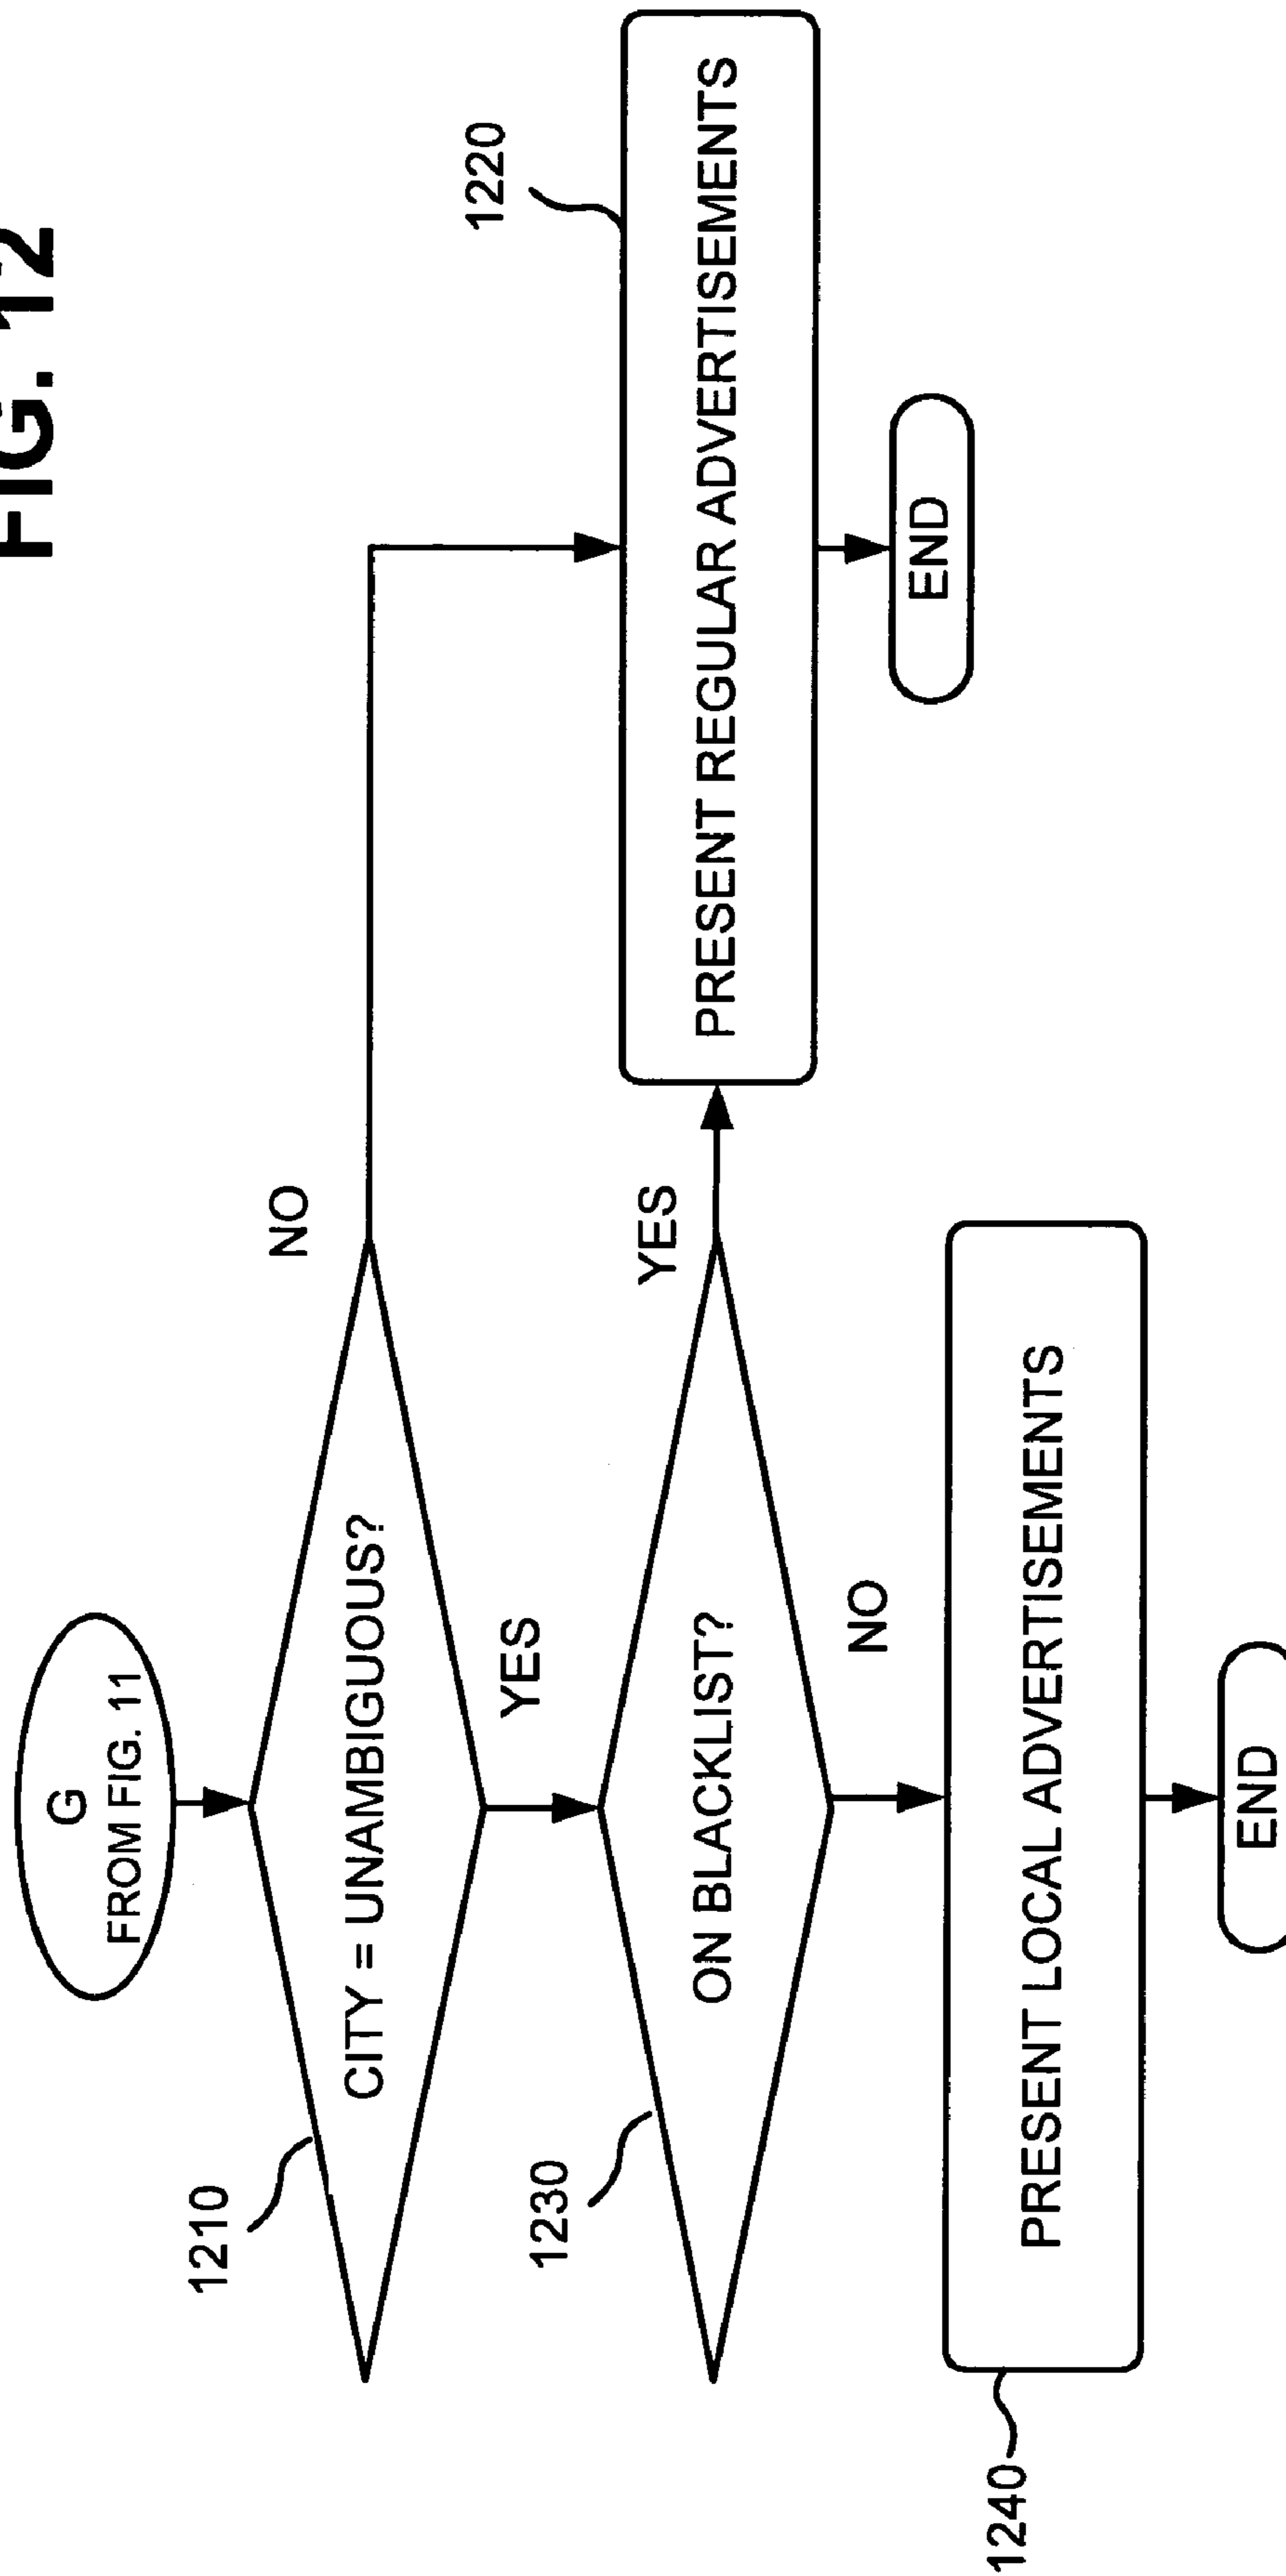 FIG. 12
G
FROM FIG. 11
1210
CITY = UNAMBIGUOUS?
NO
YES
1220
1230
ON BLACKLIST?
YES
PRESENT REGULAR ADVERTISEMENTS
NO
END
1240
PRESENT LOCAL ADVERTISEMENTS
END